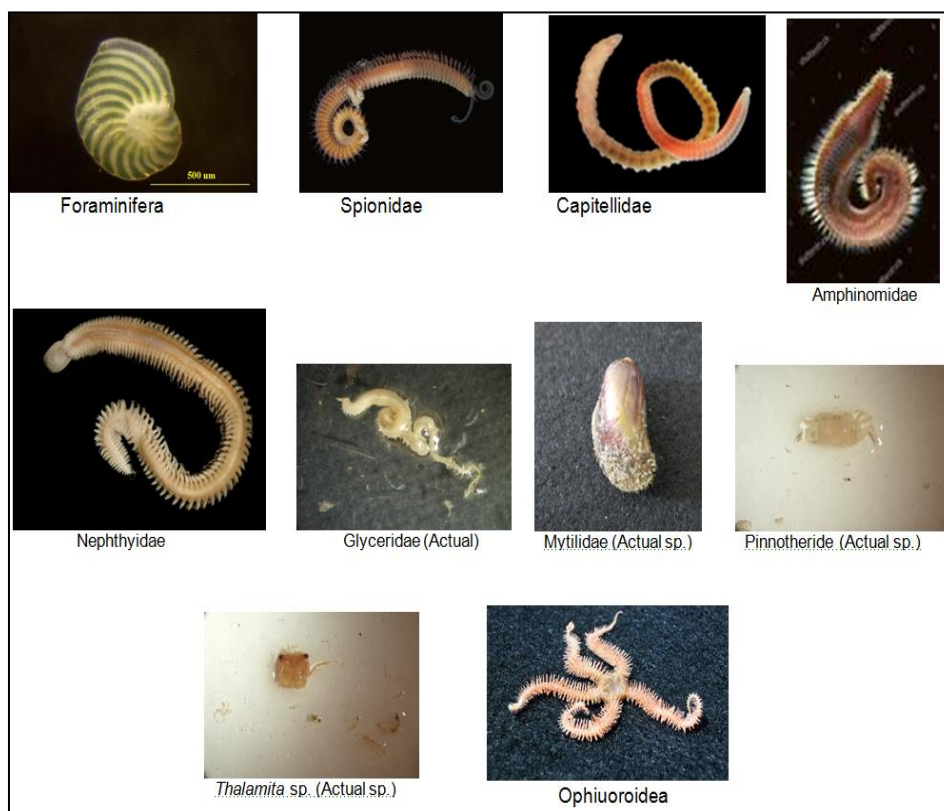 500 um
Foraminifera
Spionidae
Capitellidae
Amphinomidae
Nephthyidae
Glyceridae (Actual)
Mytilidae (Actual sp.)
Pinnotheride (Actual sp.)
Thalamita sp. (Actual sp.)
Ophiuoroidea